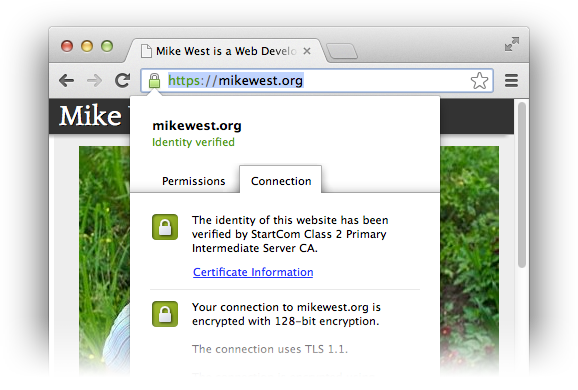 Mike West is a Web Develo
https://mikewest.org
Mike
mikewest.org
Identity verified
Permissions
Connection
The identity of this website has been
verified by StartCom Class 2 Primary
Intermediate Server CA.
Certificate Information
Your connection to mikewest.org is
encrypted with 128-bit encryption.
The connection uses TLS 1.1.